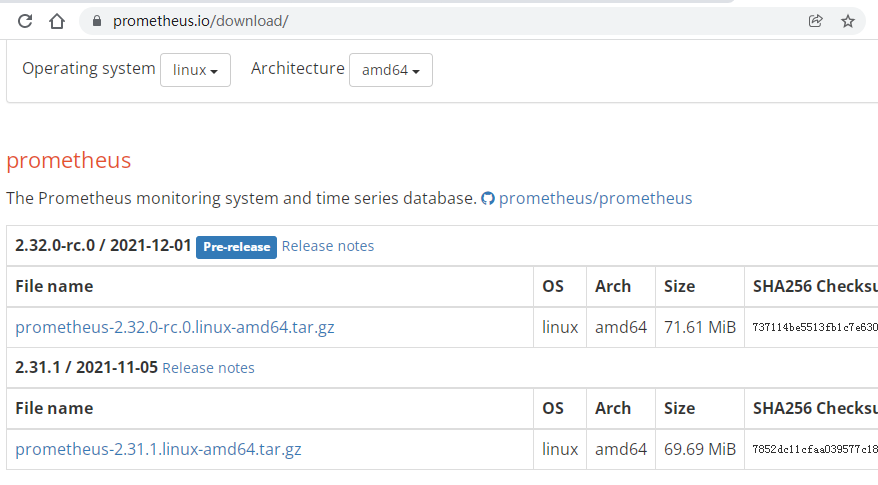 prometheus.io/download/
Operating system linux Architecture amd64
prometheus
The Prometheus monitoring system and time series database. prometheus/prometheus
2.32.0-rc.0 / 2021-12-01 Pre-release Release notes
File name OS Arch Size SHA256 Checksu
prometheus-2.32.0-rc.0.linux-amd64.tar.gz linux amd64 71.61 MiB 737114be5513fb1c7e630
2.31.1 / 2021-11-05 Release notes
File name OS Arch Size SHA256 Checksu
prometheus-2.31.1.linux-amd64.tar.gz linux amd64 69.69 MiB 7852dc11cfaa039577c18